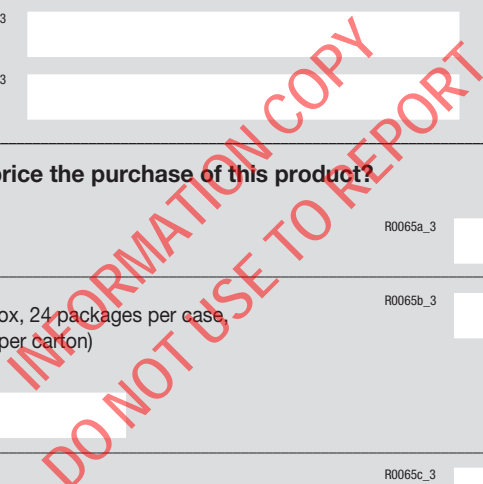 3
3
rice the purchase of this product?
R0065a_3
R0065b_3
ox, 24 packages per case,
per carton)
R0065c_3
INFORMATION COPY
DO NOT USE TO REPORT